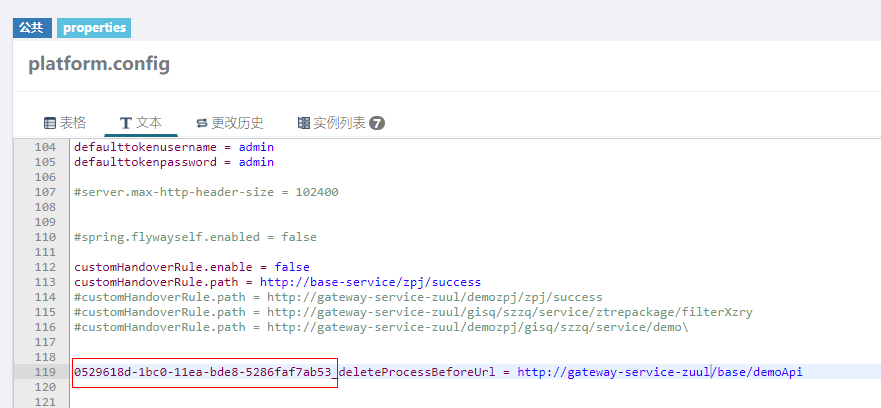 公共 properties
platform.config
表格 文本 更改历史 实例列表 7
104 defaulttokenusername = admin
105 defaulttokenpassword = admin
106
107 #server.max-http-header-size = 102400
108
109
110 #spring.flywayself.enabled = false
111
112 customHandoverRule.enable = false
113 customHandoverRule.path = http://base-service/zpj/success
114 #customHandoverRule.path = http://gateway-service-zuul/demozpj/zpj/success
115 #customHandoverRule.path = http://gateway-service-zuul/gisq/szzq/service/ztrepackage/filterXzry
116 #customHandoverRule.path = http://gateway-service-zuul/demozpj/gisq/szzq/service/demo\
117
118
119 0529618d-1bc0-11ea-bde8-5286faf7ab53_deleteProcessBeforeUrl = http://gateway-service-zuul/base/demoApi
120
121